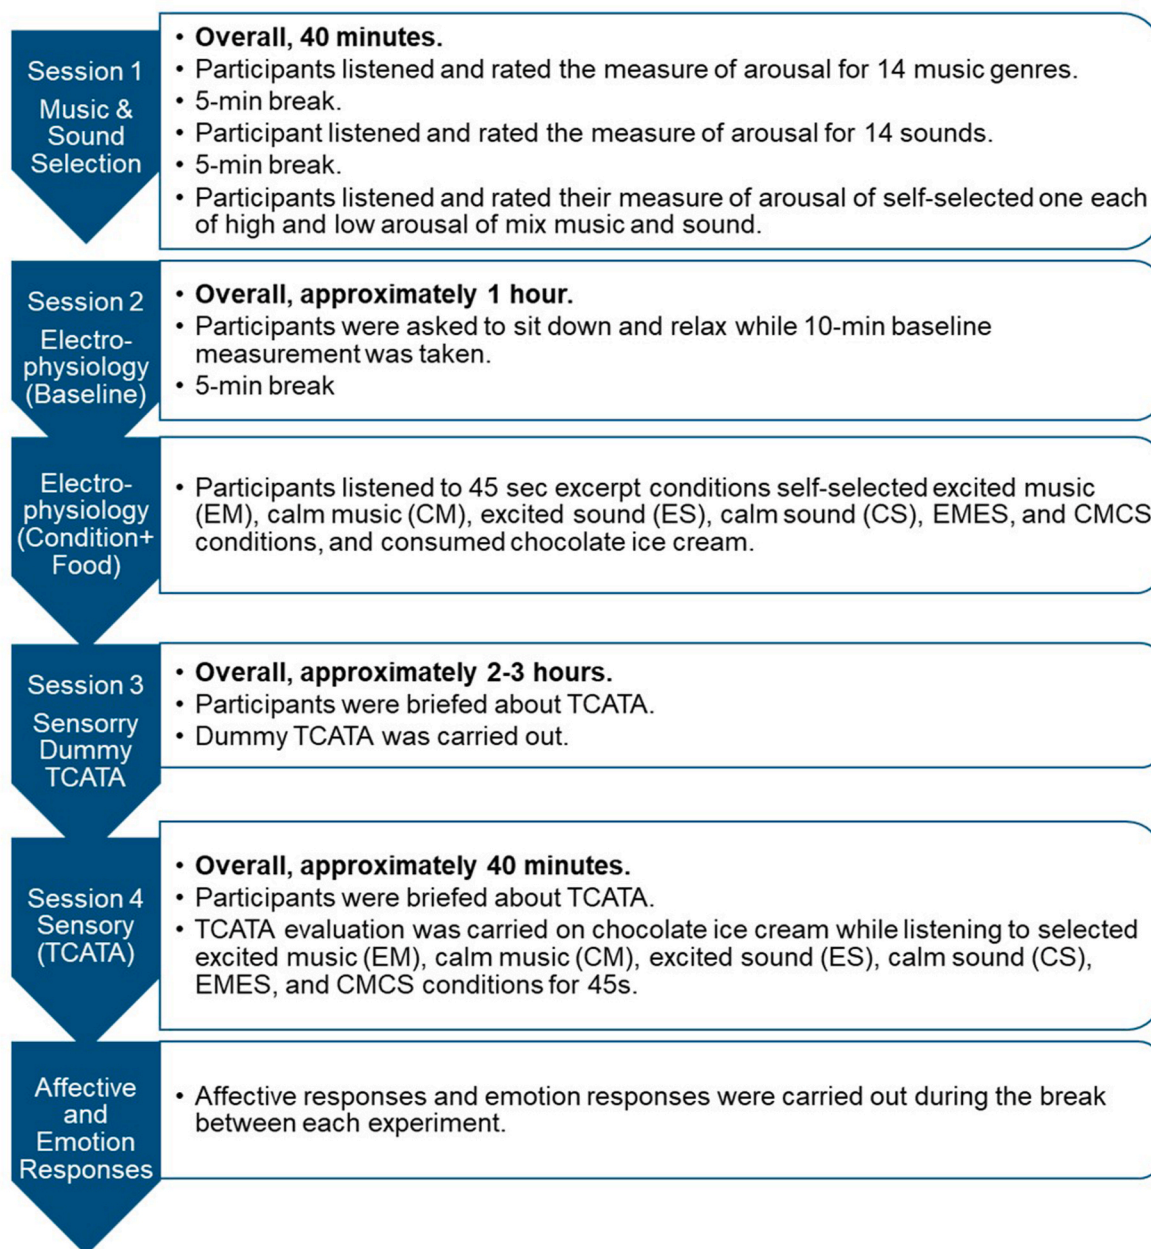 Session 1
Music &
Sound
Selection
• Overall, 40 minutes.
• Participants listened and rated the measure of arousal for 14 music genres.
• 5-min break.
• Participant listened and rated the measure of arousal for 14 sounds.
• 5-min break.
• Participants listened and rated their measure of arousal of self-selected one each
of high and low arousal of mix music and sound.
Session 2
Electro-
physiology
(Baseline)
• Overall, approximately 1 hour.
• Participants were asked to sit down and relax while 10-min baseline
measurement was taken.
• 5-min break
Electro-
physiology
(Condition+
Food)
• Participants listened to 45 sec excerpt conditions self-selected excited music
(EM), calm music (CM), excited sound (ES), calm sound (CS), EMES, and CMCS
conditions, and consumed chocolate ice cream.
Session 3
Sensorry
Dummy
TCATA
• Overall, approximately 2-3 hours.
• Participants were briefed about TCATA.
• Dummy TCATA was carried out.
Session 4
Sensory
(TCATA)
• Overall, approximately 40 minutes.
• Participants were briefed about TCATA.
• TCATA evaluation was carried on chocolate ice cream while listening to selected
excited music (EM), calm music (CM), excited sound (ES), calm sound (CS),
EMES, and CMCS conditions for 45s.
Affective
and
Emotion
Responses
• Affective responses and emotion responses were carried out during the break
between each experiment.